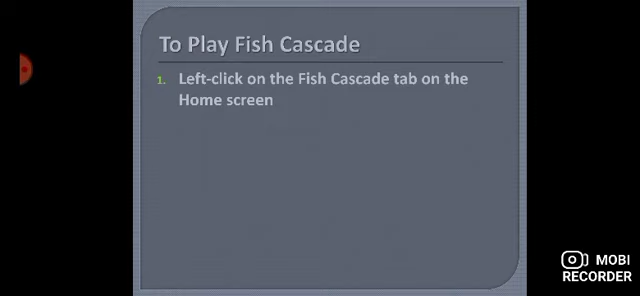 To Play Fish Cascade
1. Left-click on the Fish Cascade tab on the
Home screen
MOBI
RECORDER